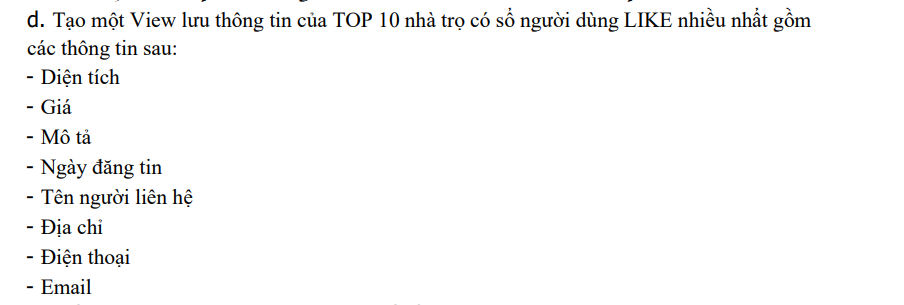 d. Tạo một View lưu thông tin của TOP 10 nhà trọ có số người dùng LIKE nhiều nhất gồm
các thông tin sau:
- Diện tích
- Giá
- Mô tả
- Ngày đăng tin
- Tên người liên hệ
- Địa chỉ
- Điện thoại
- Email